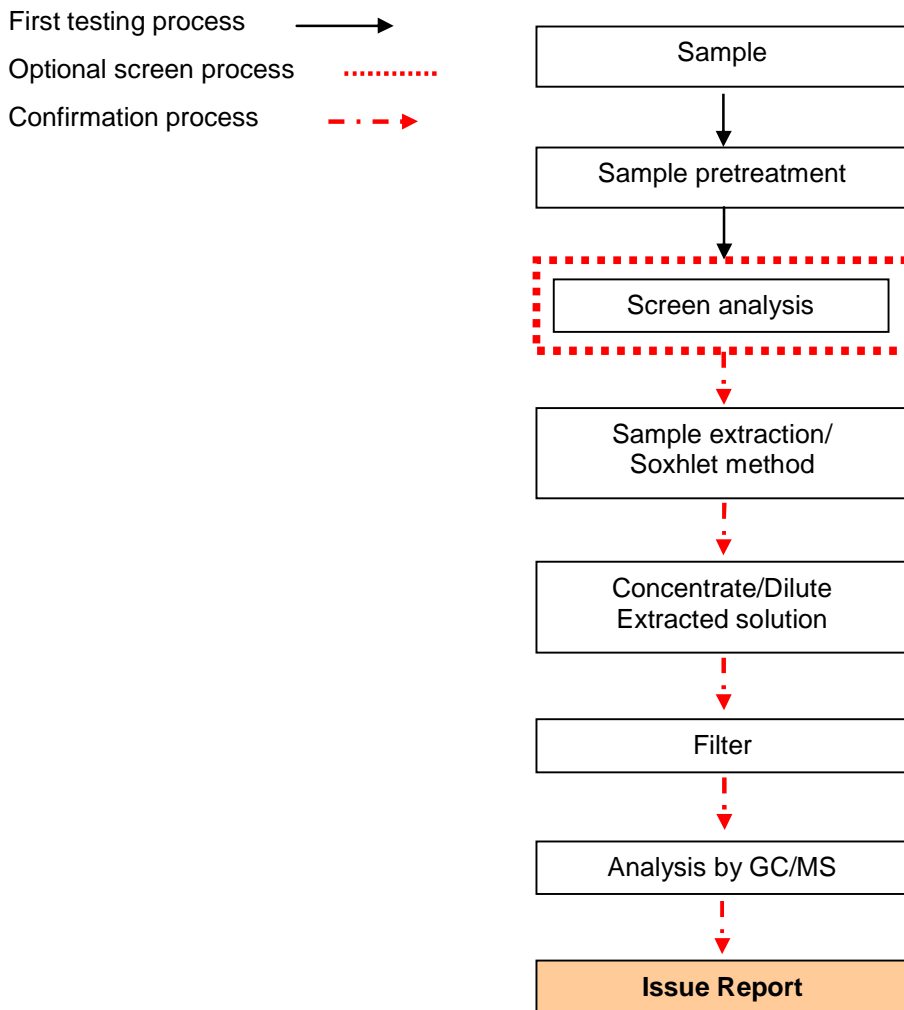 First testing process
Optional screen process
Confirmation process
Sample
Sample pretreatment
Screen analysis
Sample extraction/
Soxhlet method
Concentrate/Dilute
Extracted solution
Filter
Analysis by GC/MS
Issue Report